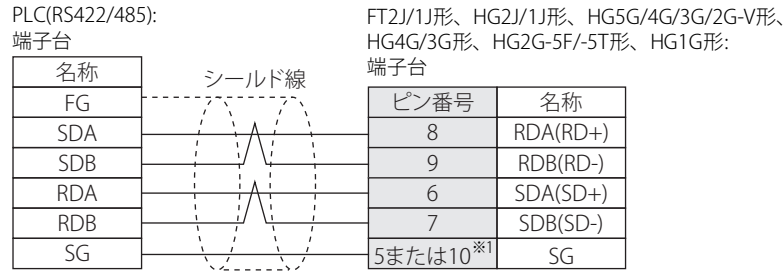 PLC(RS422/485):
端子台
FT2J/1J形、HG2J/1J形、HG5G/4G/3G/2G-V形、
HG4G/3G形、HG2G-5F/-5T形、HG1G形:
端子台
名称
シールド線
ピン番号 名称
FG
SDA 8 RDA(RD+)
SDB 9 RDB(RD-)
RDA 6 SDA(SD+)
RDB 7 SDB(SD-)
SG 5または10※1 SG